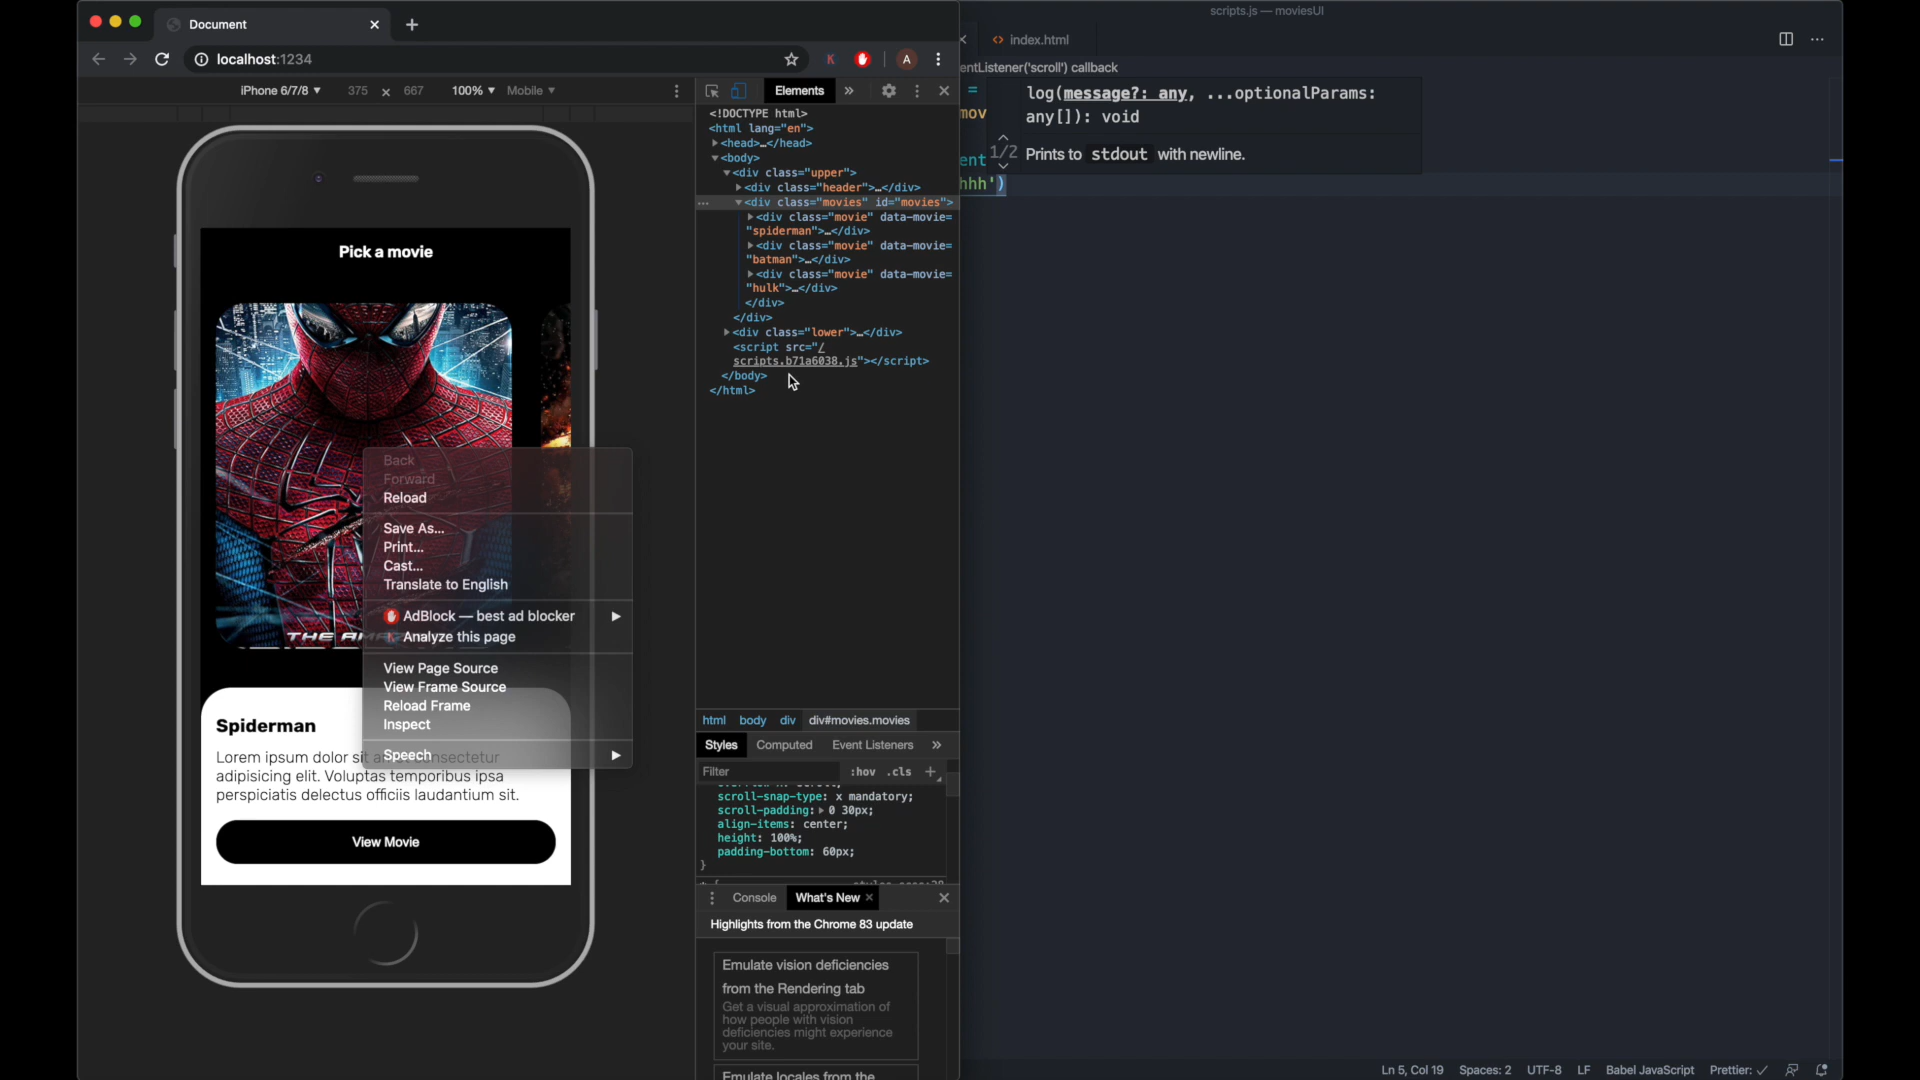 scripts.js — moviesUI
Document
index.html
localhost:1234
A
entListener('scroll') callback
iPhone 6/7/8
375 x 667
100%
Mobile
Elements
=
mov
ent
hhh')
log(message?: any, ...optionalParams:
any[]): void
1/2
Prints to stdout with newline.
<!DOCTYPE html>
<html lang="en">
<head>…</head>
<body>
<div class="upper">
<div class="header">…</div>
<div class="movies" id="movies">
<div class="movie" data-movie=
"spiderman">…</div>
<div class="movie" data-movie=
"batman">…</div>
<div class="movie" data-movie=
"hulk">…</div>
</div>
</div>
<div class="lower">…</div>
<script src="/
scripts.b71a6038.js"></script>
</body>
</html>
Pick a movie
THE AMA
Back
Forward
Reload
Save As...
Print...
Cast...
Translate to English
AdBlock — best ad blocker
Analyze this page
View Page Source
View Frame Source
Reload Frame
Inspect
Speech
Spiderman
Lorem ipsum dolor sit consectetur
adipisicing elit. Voluptas temporibus ipsa
perspiciatis delectus officiis laudantium sit.
View Movie
html body div div#movies.movies
Styles Computed Event Listeners
Filter
:hov .cls +
scroll-snap-type: x mandatory;
scroll-padding: 0 30px;
align-items: center;
height: 100%;
padding-bottom: 60px;
}
Console What's New
Highlights from the Chrome 83 update
Emulate vision deficiencies
from the Rendering tab
Get a visual approximation of
how people with vision
deficiencies might experience
your site.
Emulate locales from the
Ln 5, Col 19 Spaces: 2 UTF-8 LF Babel JavaScript Prettier: ✓